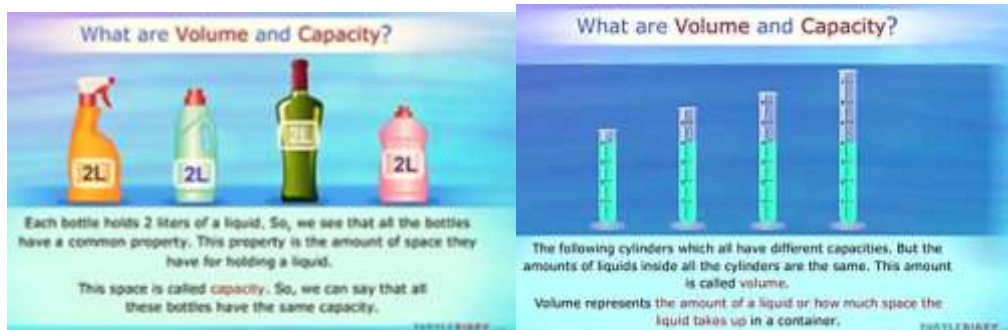 What are Volume and Capacity?
2L
2L
2L
2L
Each bottle holds 2 liters of a liquid. So, we see that all the bottles
have a common property. This property is the amount of space they
have for holding a liquid.
This space is called capacity. So, we can say that all
these bottles have the same capacity.
What are Volume and Capacity?
The following cylinders which all have different capacities. But the
amounts of liquids inside all the cylinders are the same. This amount
is called volume.
Volume represents the amount of a liquid or how much space the
liquid takes up in a container.